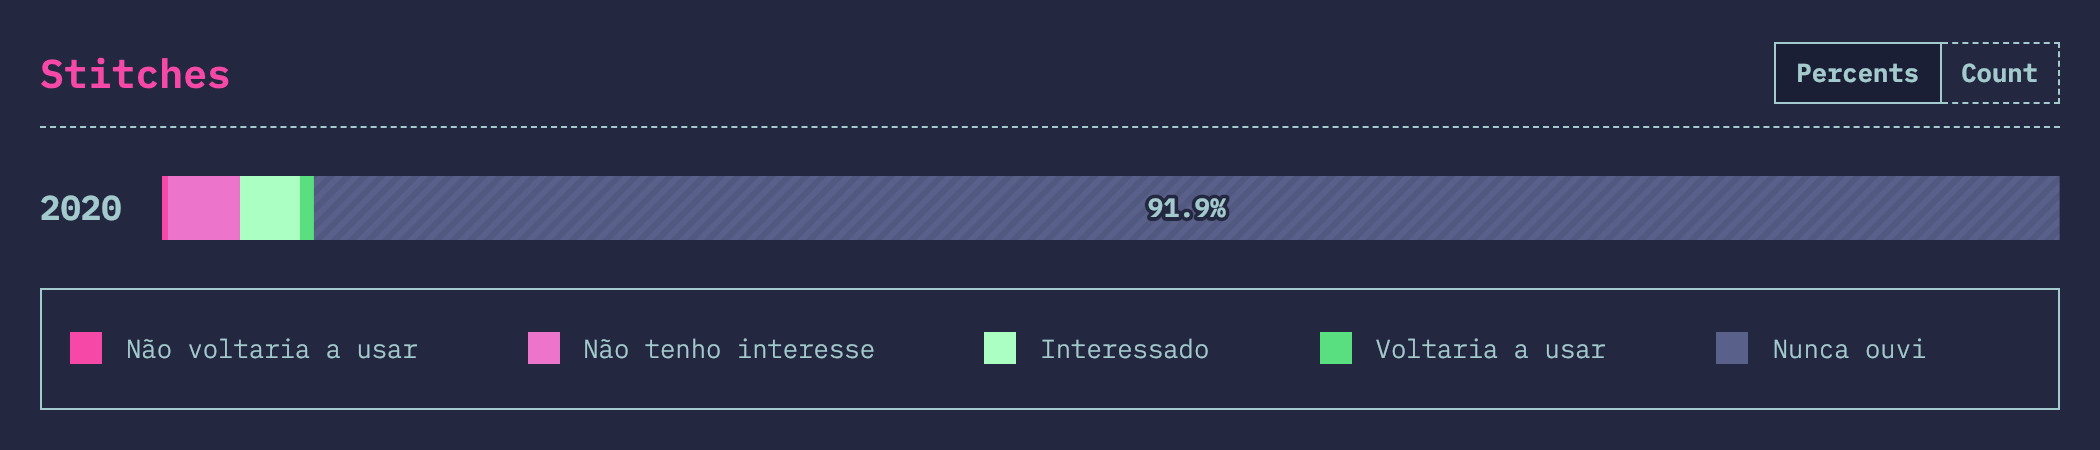 Stitches
Percents Count
2020 91.9%
Não voltaria a usar Não tenho interesse Interessado Voltaria a usar Nunca ouvi